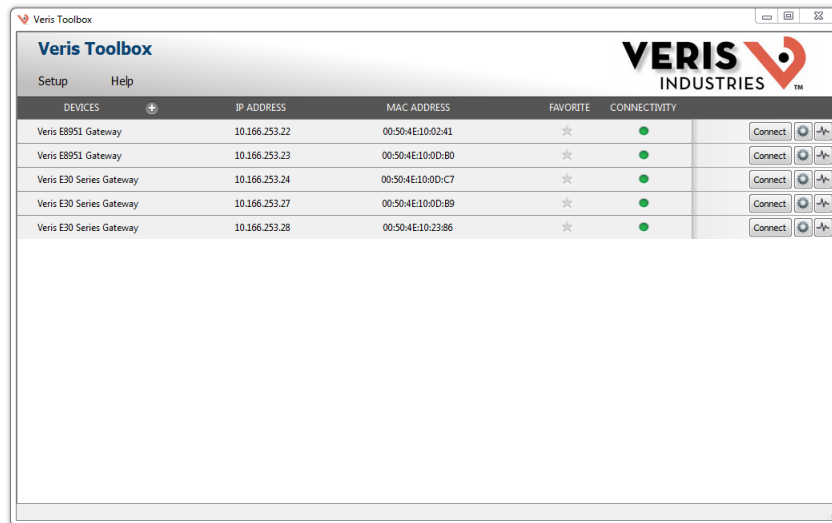 Veris Toolbox
Veris Toolbox
VERIS
INDUSTRIES ™
Setup Help
DEVICES IP ADDRESS MAC ADDRESS FAVORITE CONNECTIVITY
Veris E8951 Gateway 10.166.253.22 00:50:4E:10:02:41 Connect
Veris E8951 Gateway 10.166.253.23 00:50:4E:10:0D:B0 Connect
Veris E30 Series Gateway 10.166.253.24 00:50:4E:10:0D:C7 Connect
Veris E30 Series Gateway 10.166.253.27 00:50:4E:10:0D:B9 Connect
Veris E30 Series Gateway 10.166.253.28 00:50:4E:10:23:86 Connect